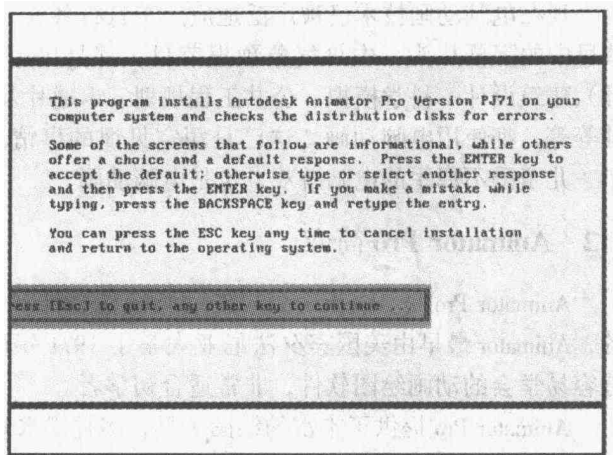 This program installs Autodesk Animator Pro Version PJ71 on your
computer system and checks the distribution disks for errors.
Some of the screens that follow are informational, while others
offer a choice and a default response. Press the ENTER key to
accept the default; otherwise type or select another response
and then press the ENTER key. If you make a mistake while
typing, press the BACKSPACE key and retype the entry.
You can press the ESC key any time to cancel installation
and return to the operating system.
ress [Esc] to quit, any other key to continue ...